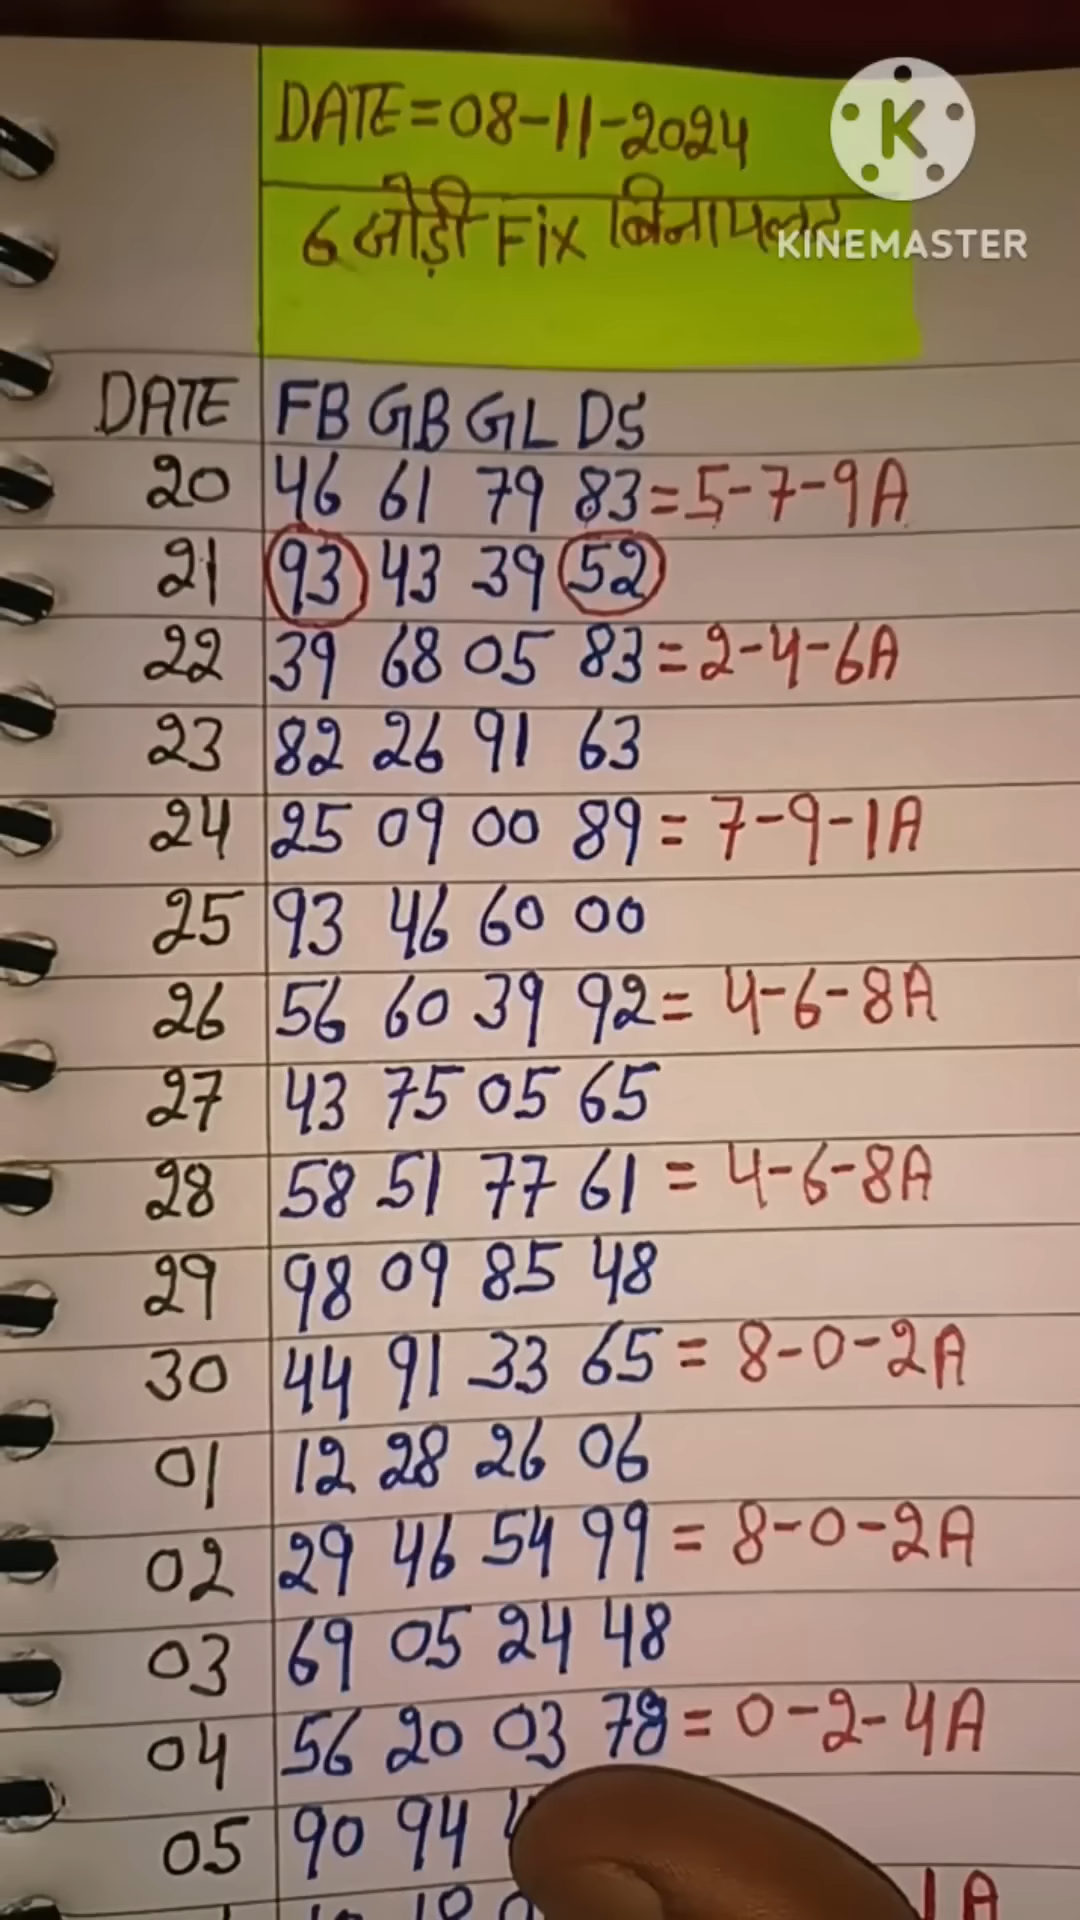 DATE=08-11-2024
K
6 जोड़ी Fix बिना पलट
KINEMASTER
DATE FB GB GL DS
20 46 61 79 83=5-7-9A
21 93 43 39 52
22 39 68 05 83=2-4-6A
23 82 26 91 63
24 25 09 00 89=7-9-1A
25 93 46 60 00
26 56 60 39 92=4-6-8A
27 43 75 05 65
28 58 51 77 61=4-6-8A
29 98 09 85 48
30 44 91 33 65=8-0-2A
01 12 28 26 06
02 29 46 54 99=8-0-2A
03 69 05 24 48
04 56 20 03 78=0-2-4A
05 90 94
1A